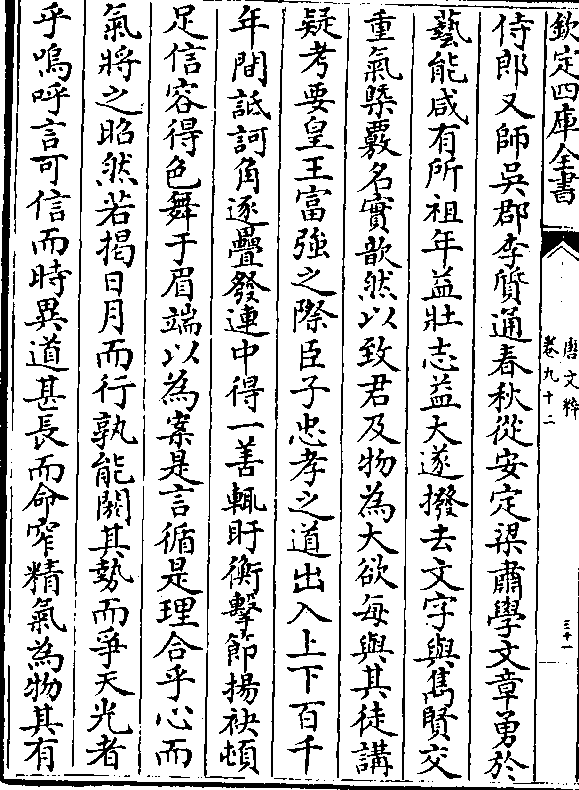 欽定四庫全書
唐文粹
卷九十二
三十一
侍郎又師吳郡李質通春秋從安定梁肅學文章勇於
藝能咸有所祖年益壯志益大遂撥去文字與雋賢交
重氣槩覈名實歆然以致君及物為大欲每與其徒講
疑考要皇王富強之際臣子忠孝之道出入上下百千
年間詆訶角逐疊發連中得一善輒盱衡擊節揚袂頓
足信容得色舞于眉端以為案是言循是理合乎心而
氣將之昭然若揭日月而行孰能閼其勢而爭天光者
乎嗚呼言可信而時異道甚長而命窄精氣為物其有